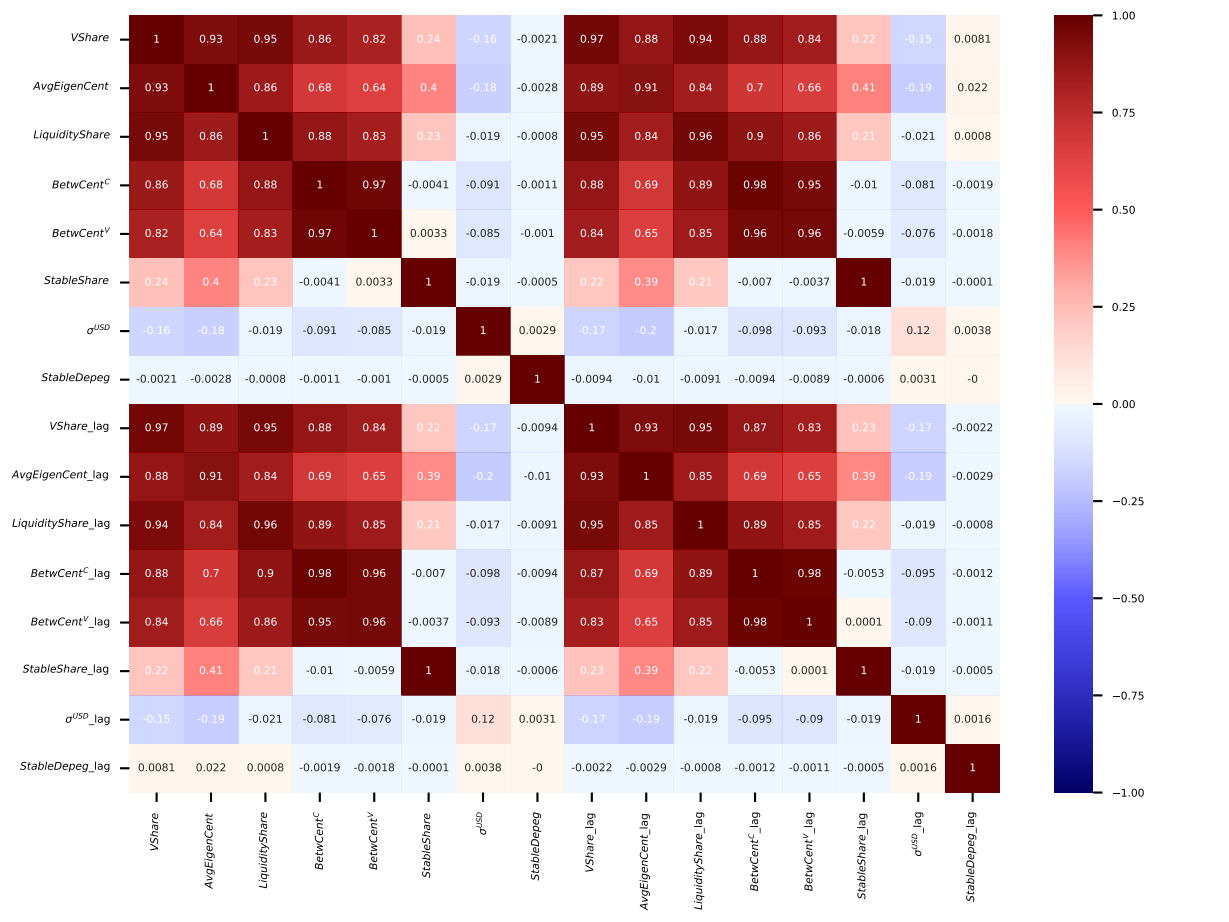 VShare 1 0.93 0.95 0.86 0.82 0.24 -0.16 -0.0021 0.97 0.88 0.94 0.88 0.84 0.22 -0.15 0.0081
AvgEigenCent 0.93 1 0.86 0.68 0.64 0.4 -0.18 -0.0028 0.89 0.91 0.84 0.7 0.66 0.41 -0.19 0.022
LiquidityShare 0.95 0.86 1 0.88 0.83 0.23 -0.019 -0.0008 0.95 0.84 0.96 0.9 0.86 0.21 -0.021 0.0008
BetwCent^C 0.86 0.68 0.88 1 0.97 -0.0041 -0.091 -0.0011 0.88 0.69 0.89 0.98 0.95 -0.01 -0.081 -0.0019
BetwCent^V 0.82 0.64 0.83 0.97 1 0.0033 -0.085 -0.001 0.84 0.65 0.85 0.96 0.96 -0.0059 -0.076 -0.0018
StableShare 0.24 0.4 0.23 -0.0041 0.0033 1 -0.019 -0.0005 0.22 0.39 0.21 -0.007 -0.0037 1 -0.019 -0.0001
σ^USD -0.16 -0.18 -0.019 -0.091 -0.085 -0.019 1 0.0029 -0.17 -0.2 -0.017 -0.098 -0.093 -0.018 0.12 0.0038
StableDepeg -0.0021 -0.0028 -0.0008 -0.0011 -0.001 -0.0005 0.0029 1 -0.0094 -0.01 -0.0091 -0.0094 -0.0089 -0.0006 0.0031 -0
VShare_lag 0.97 0.89 0.95 0.88 0.84 0.22 -0.17 -0.0094 1 0.93 0.95 0.87 0.83 0.23 -0.17 -0.0022
AvgEigenCent_lag 0.88 0.91 0.84 0.69 0.65 0.39 -0.2 -0.01 0.93 1 0.85 0.69 0.65 0.39 -0.19 -0.0029
LiquidityShare_lag 0.94 0.84 0.96 0.89 0.85 0.21 -0.017 -0.0091 0.95 0.85 1 0.89 0.85 0.22 -0.019 -0.0008
BetwCent^C_lag 0.88 0.7 0.9 0.98 0.96 -0.007 -0.098 -0.0094 0.87 0.69 0.89 1 0.98 -0.0053 -0.095 -0.0012
BetwCent^V_lag 0.84 0.66 0.86 0.95 0.96 -0.0037 -0.093 -0.0089 0.83 0.65 0.85 0.98 1 0.0001 -0.09 -0.0011
StableShare_lag 0.22 0.41 0.21 -0.01 -0.0059 1 -0.018 -0.0006 0.23 0.39 0.22 -0.0053 0.0001 1 -0.019 -0.0005
σ^USD_lag -0.15 -0.19 -0.021 -0.081 -0.076 -0.019 0.12 0.0031 -0.17 -0.19 -0.019 -0.095 -0.09 -0.019 1 0.0016
StableDepeg_lag 0.0081 0.022 0.0008 -0.0019 -0.0018 -0.0001 0.0038 -0 -0.0022 -0.0029 -0.0008 -0.0012 -0.0011 -0.0005 0.0016 1
VShare
AvgEigenCent
LiquidityShare
BetwCent^C
BetwCent^V
StableShare
σ^USD
StableDepeg
VShare_lag
AvgEigenCent_lag
LiquidityShare_lag
BetwCent^C_lag
BetwCent^V_lag
StableShare_lag
σ^USD_lag
StableDepeg_lag
1.00
0.75
0.50
0.25
0.00
−0.25
−0.50
−0.75
−1.00